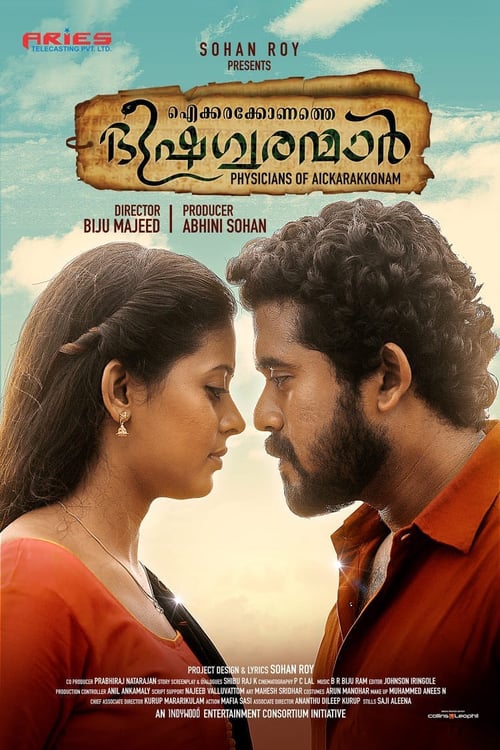 ARIES
TELECASTING PVT. LTD.
SOHAN ROY
PRESENTS
ഐക്കരക്കോണത്തെ
ഭിഷഗ്വരന്മാർ
PHYSICIANS OF AICKARAKKONAM
DIRECTOR
BIJU MAJEED
PRODUCER
ABHINI SOHAN
PROJECT DESIGN & LYRICS SOHAN ROY
CO PRODUCER PRABHIRAJ NATARAJAN STORY SCREENPLAY & DIALOGUES SHIBU RAJ K CINEMATOGRAPHY P C LAL MUSIC B R BIJU RAM EDITOR JOHNSON IRINGOLE
PRODUCTION CONTROLLER ANIL ANKAMALY SCRIPT SUPPORT NAJEEB VALLUVATTOM ART MAHESH SRIDHAR COSTUMES ARUN MANOHAR MAKE UP MUHAMMED ANEES N
CHIEF ASSOCIATE DIRECTOR KURUP MARARIKULAM ACTION MAFIA SASI ASSOCIATE DIRECTOR ANANTHU DILEEP KURUP STILLS SAJI ALEENA
AN INDYWOOD ENTERTAINMENT CONSORTIUM INITIATIVE
collins Leophil